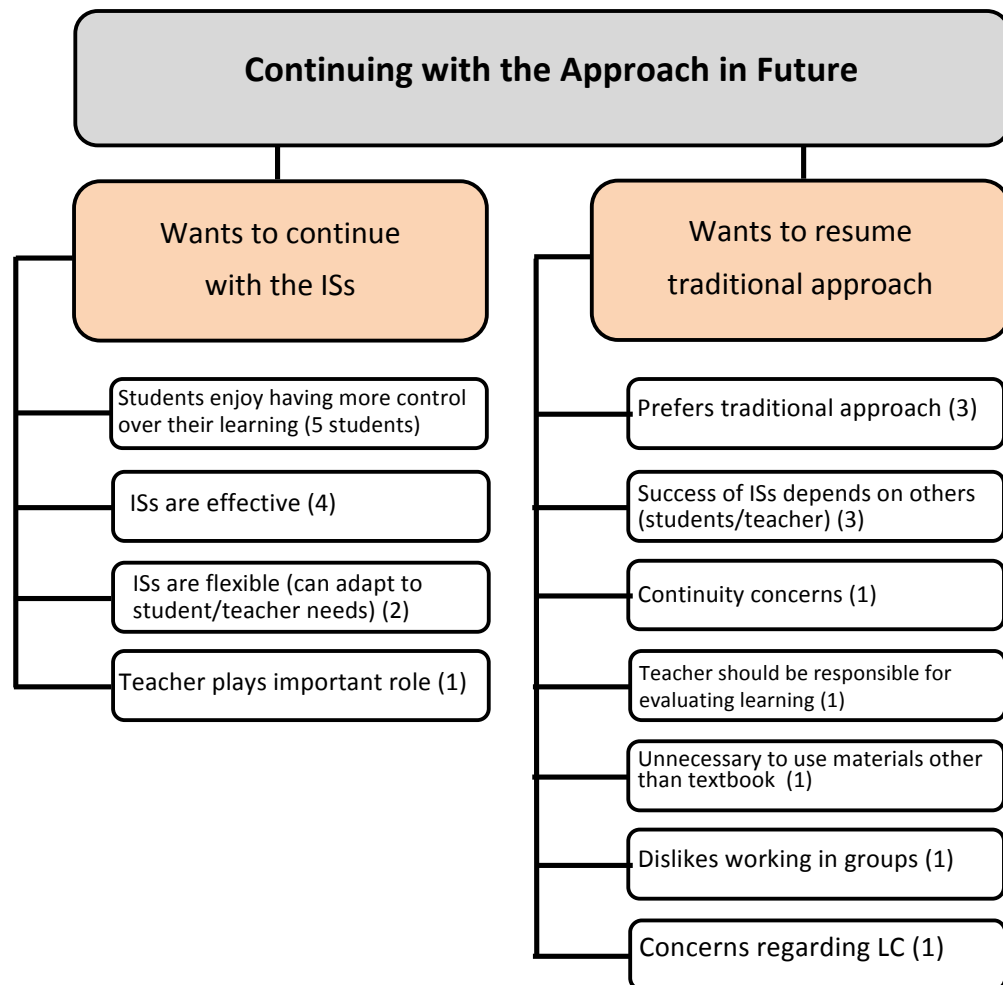 Continuing with the Approach in Future
Wants to continue
with the ISs
Students enjoy having more control
over their learning (5 students)
ISs are effective (4)
ISs are flexible (can adapt to
student/teacher needs) (2)
Teacher plays important role (1)
Wants to resume
traditional approach
Prefers traditional approach (3)
Success of ISs depends on others
(students/teacher) (3)
Continuity concerns (1)
Teacher should be responsible for
evaluating learning (1)
Unnecessary to use materials other
than textbook (1)
Dislikes working in groups (1)
Concerns regarding LC (1)